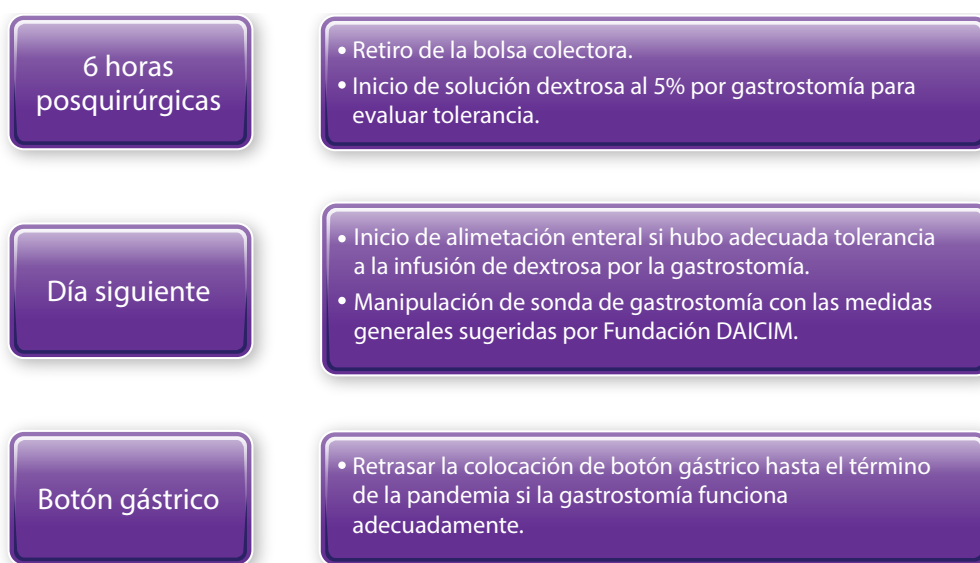 6 horas
posquirúrgicas
• Retiro de la bolsa colectora.
• Inicio de solución dextrosa al 5% por gastrostomía para
evaluar tolerancia.
Día siguiente
• Inicio de alimetación enteral si hubo adecuada tolerancia
a la infusión de dextrosa por la gastrostomía.
• Manipulación de sonda de gastrostomía con las medidas
generales sugeridas por Fundación DAICIM.
Botón gástrico
• Retrasar la colocación de botón gástrico hasta el término
de la pandemia si la gastrostomía funciona
adecuadamente.